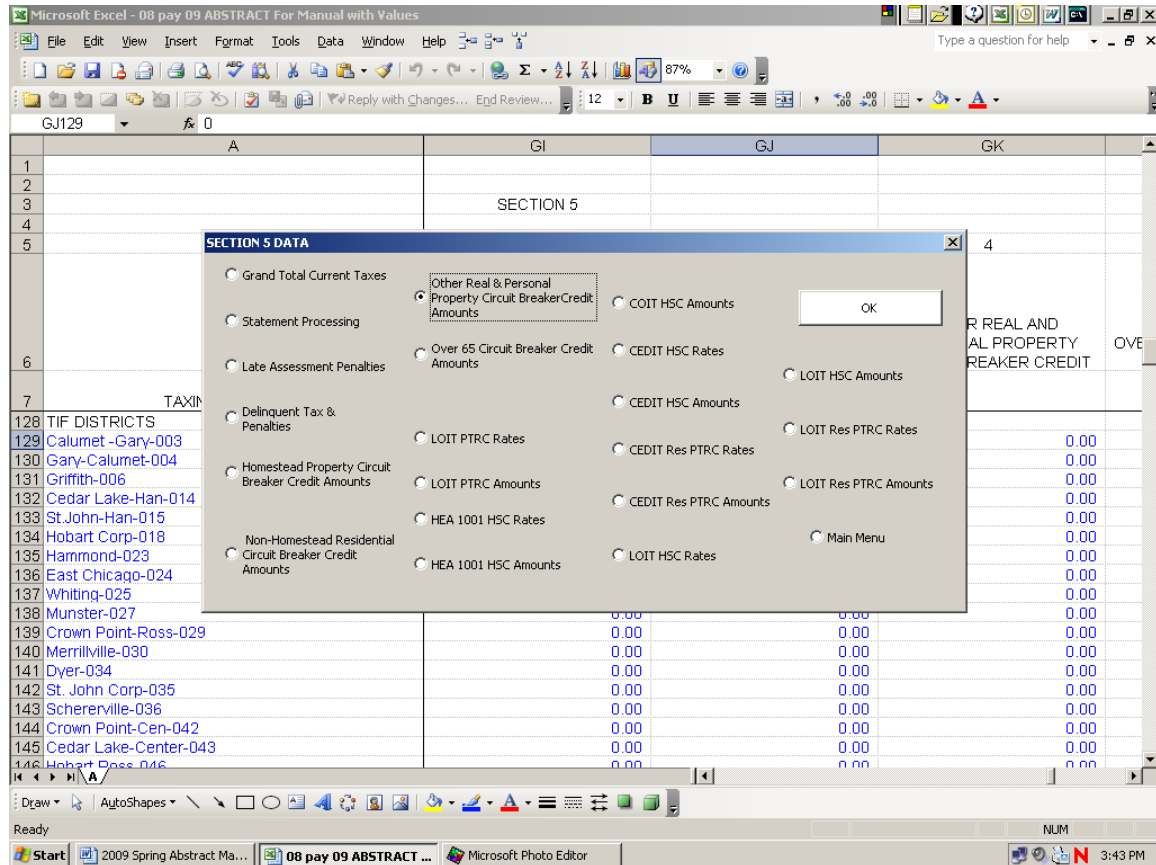 Microsoft Excel - 08 pay 09 ABSTRACT For Manual with Values
File Edit View Insert Format Tools Data Window Help
Type a question for help
87%
Reply with Changes... End Review...
12
B U
GJ129
fx 0
A GI GJ GK
1
2
3 SECTION 5
4
5 4
R REAL AND
AL PROPERTY OVE
6 REAKER CREDIT
7 TAXIN
SECTION 5 DATA
Grand Total Current Taxes
Statement Processing
Late Assessment Penalties
Delinquent Tax &
Penalties
Homestead Property Circuit
Breaker Credit Amounts
Non-Homestead Residential
Circuit Breaker Credit
Amounts
Other Real & Personal
Property Circuit BreakerCredit
Amounts
Over 65 Circuit Breaker Credit
Amounts
LOIT PTRC Rates
LOIT PTRC Amounts
HEA 1001 HSC Rates
HEA 1001 HSC Amounts
COIT HSC Amounts
CEDIT HSC Rates
CEDIT HSC Amounts
CEDIT Res PTRC Rates
CEDIT Res PTRC Amounts
LOIT HSC Rates
OK
LOIT HSC Amounts
LOIT Res PTRC Rates
LOIT Res PTRC Amounts
Main Menu
128 TIF DISTRICTS
129 Calumet -Gary-003 0.00
130 Gary-Calumet-004 0.00
131 Griffith-006 0.00
132 Cedar Lake-Han-014 0.00
133 St.John-Han-015 0.00
134 Hobart Corp-018 0.00
135 Hammond-023 0.00
136 East Chicago-024 0.00
137 Whiting-025 0.00
138 Munster-027 0.00 0.00 0.00
139 Crown Point-Ross-029 0.00 0.00 0.00
140 Merrillville-030 0.00 0.00 0.00
141 Dyer-034 0.00 0.00 0.00
142 St. John Corp-035 0.00 0.00 0.00
143 Schererville-036 0.00 0.00 0.00
144 Crown Point-Cen-042 0.00 0.00 0.00
145 Cedar Lake-Center-043 0.00 0.00 0.00
146 Hobart Ross-046 0.00 0.00 0.00
A
Draw AutoShapes
Ready
NUM
Start 2009 Spring Abstract Ma... 08 pay 09 ABSTRACT ... Microsoft Photo Editor 3:43 PM